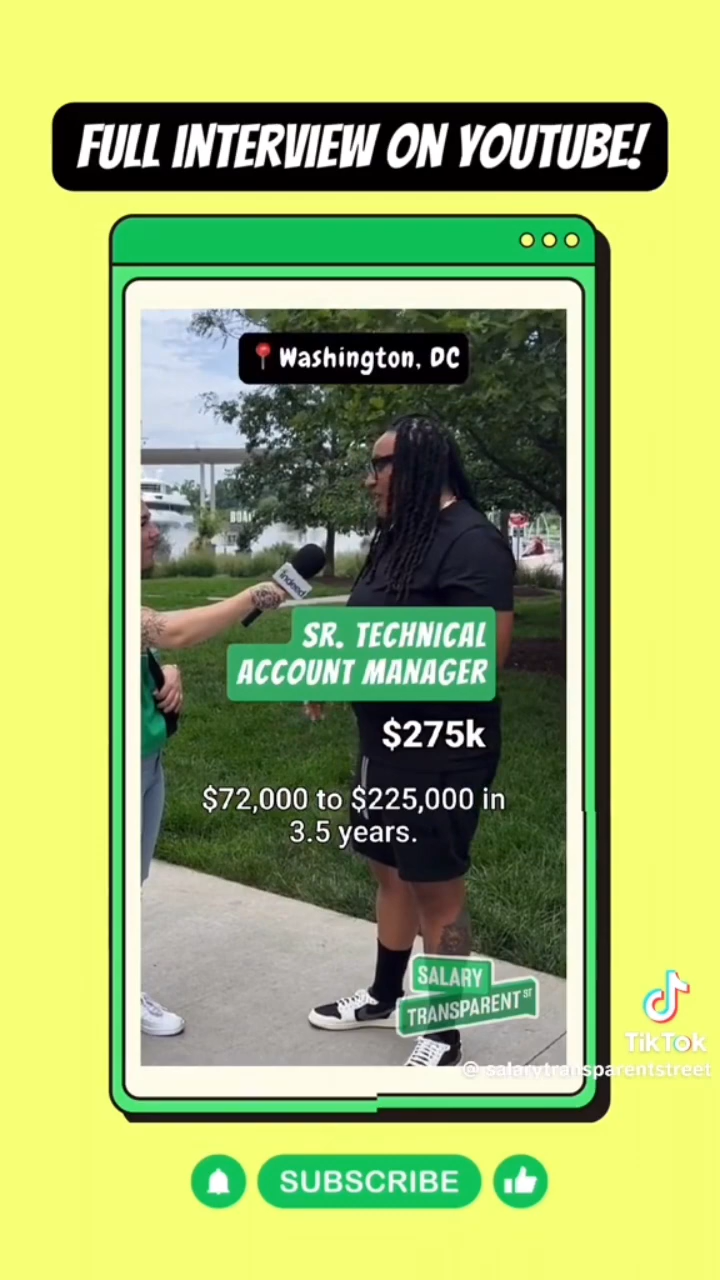 FULL INTERVIEW ON YOUTUBE!
Washington, DC
indeed
SR. TECHNICAL
ACCOUNT MANAGER
$275k
$72,000 to $225,000 in
3.5 years.
SALARY
TRANSPARENT ST
TikTok
@ salarytransparentstreet
SUBSCRIBE